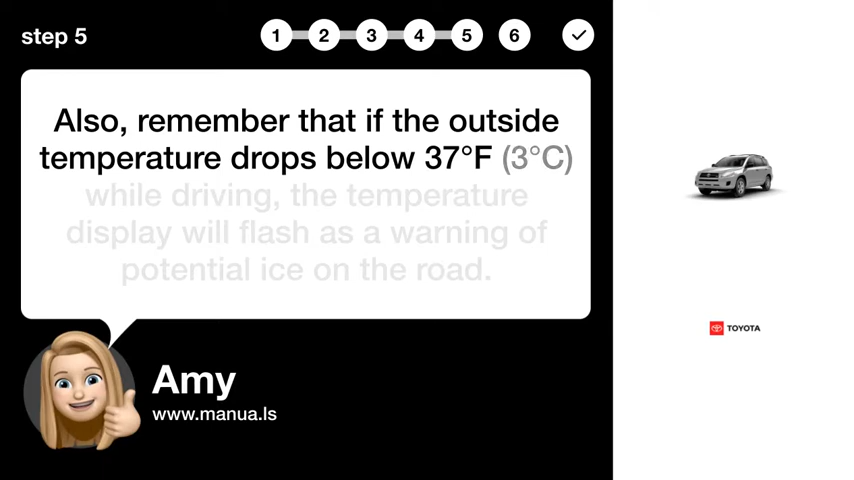 step 5
1 2 3 4 5 6
Also, remember that if the outside
temperature drops below 37°F (3°C)
while driving, the temperature
display will flash as a warning of
potential ice on the road.
Amy
www.manua.ls
TOYOTA